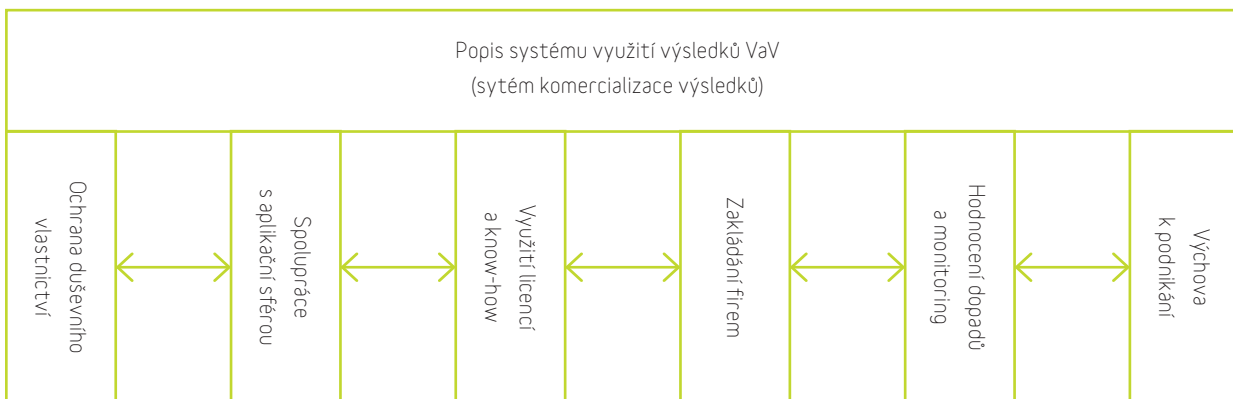 Popis systému využití výsledků VaV
(sytém komercializace výsledků)
Ochrana duševního
vlastnictví
Spolupráce
s aplikační sférou
Využití licencí
a know-how
Zakládání firem
Hodnocení dopadů
a monitoring
Výchova
k podnikání